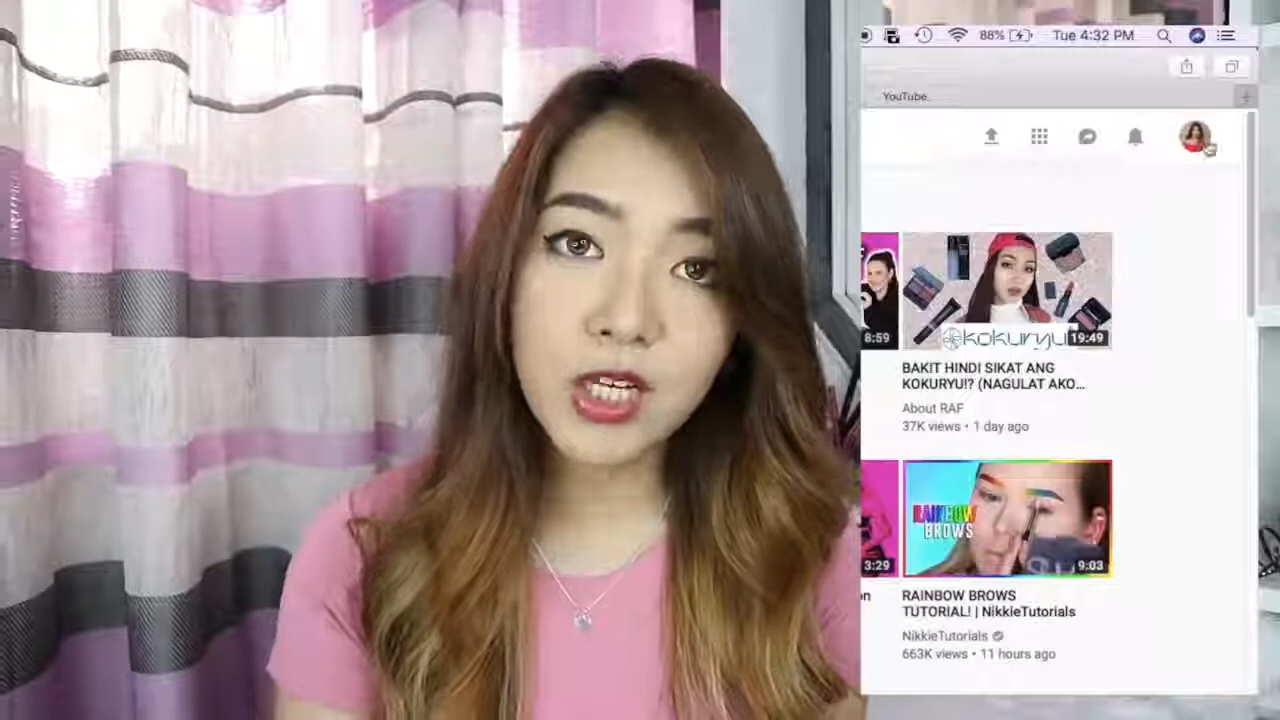 88%
Tue 4:32 PM
YouTube
kokuryu
8:59
19:49
BAKIT HINDI SIKAT ANG
KOKURYU!? (NAGULAT AKO...
About RAF
37K views • 1 day ago
RAINBOW
BROWS
3:29
9:03
on
RAINBOW BROWS
TUTORIAL! | NikkieTutorials
NikkieTutorials
663K views • 11 hours ago